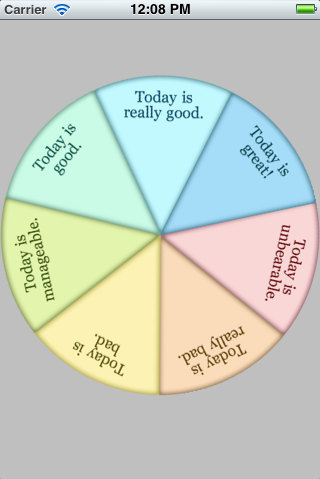 Carrier 12:08 PM
Today is
really good.
Today is
great!
Today is
unbearable.
Today is
really bad.
Today is
bad.
Today is
manageable.
Today is
good.